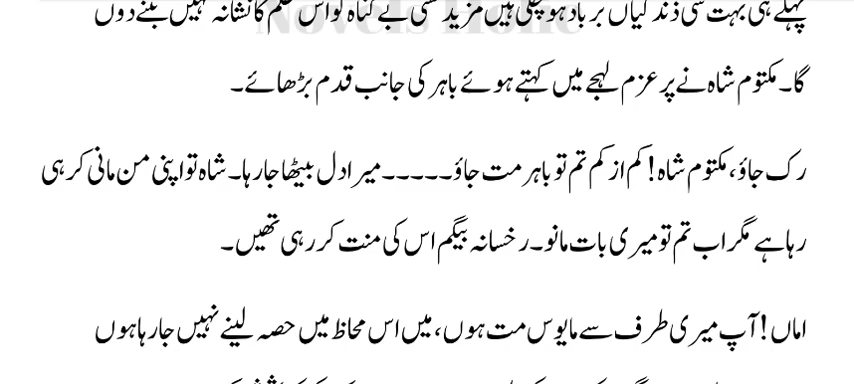 پہلے ہی بہت سی زندگیاں برباد ہو چکی ہیں مزید کسی بے گناہ کو اس ظلم کا نشانہ نہیں بننے دوں
گا۔ مکتوم شاہ نے پر عزم لہجے میں کہتے ہوئے باہر کی جانب قدم بڑھائے۔
رک جاؤ، مکتوم شاہ! کم از کم تم تو باہر مت جاؤ۔۔۔۔۔میرا دل بیٹھا جا رہا۔ شاہ تو اپنی من مانی کر ہی
رہا ہے مگر اب تم تو میری بات مانو۔ رخسانہ بیگم اس کی منت کر رہی تھیں۔
اماں! آپ میری طرف سے مایوس مت ہوں، میں اس محاظ میں حصہ لینے نہیں جا رہا ہوں